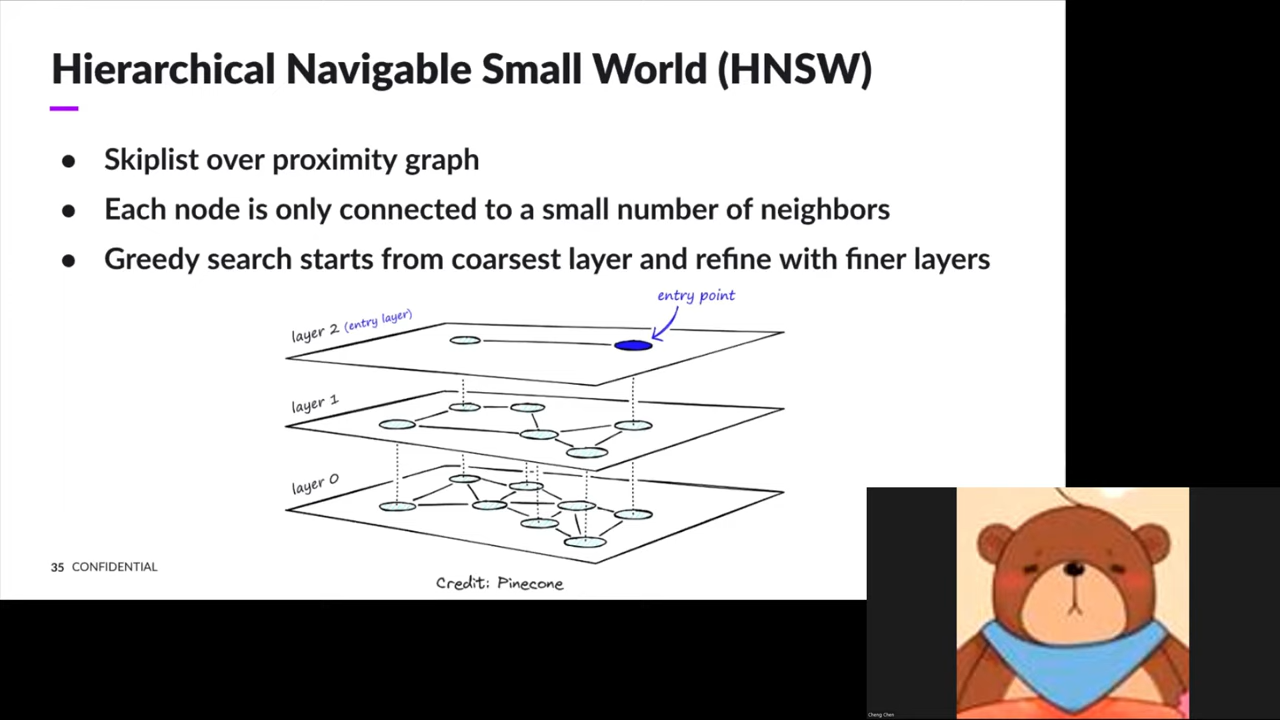 Hierarchical Navigable Small World (HNSW)
● Skiplist over proximity graph
● Each node is only connected to a small number of neighbors
● Greedy search starts from coarsest layer and refine with finer layers
entry point
layer 2 (entry layer)
layer 1
layer 0
35 CONFIDENTIAL
Credit: Pinecone
Cheng Chen